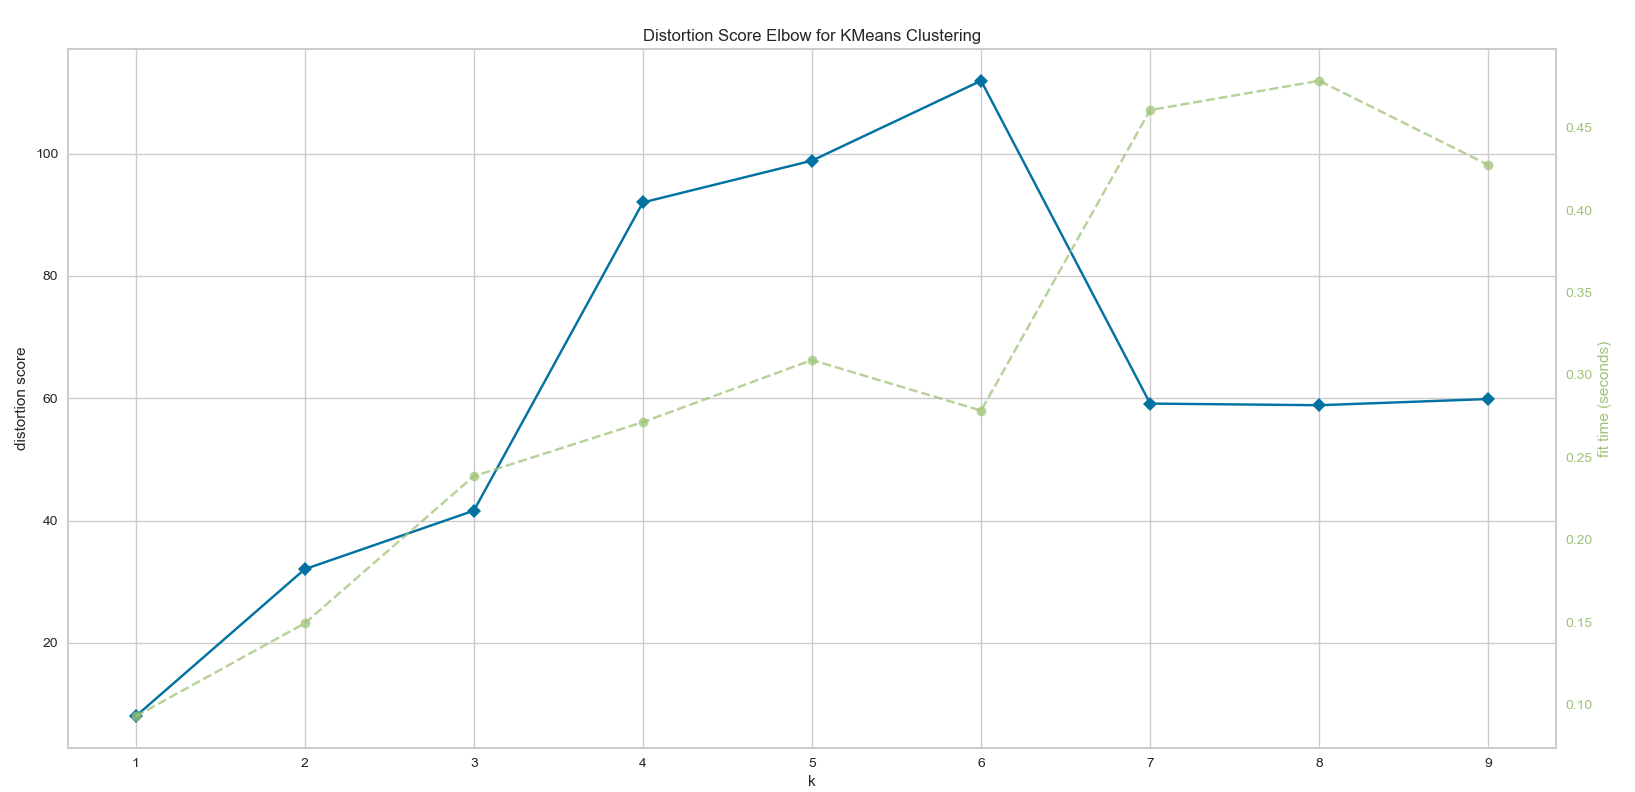 Distortion Score Elbow for KMeans Clustering
distortion score
100
80
60
40
20
0.45
0.40
0.35
0.30
0.25
0.20
0.15
0.10
fit time (seconds)
1 2 3 4 5 6 7 8 9
k